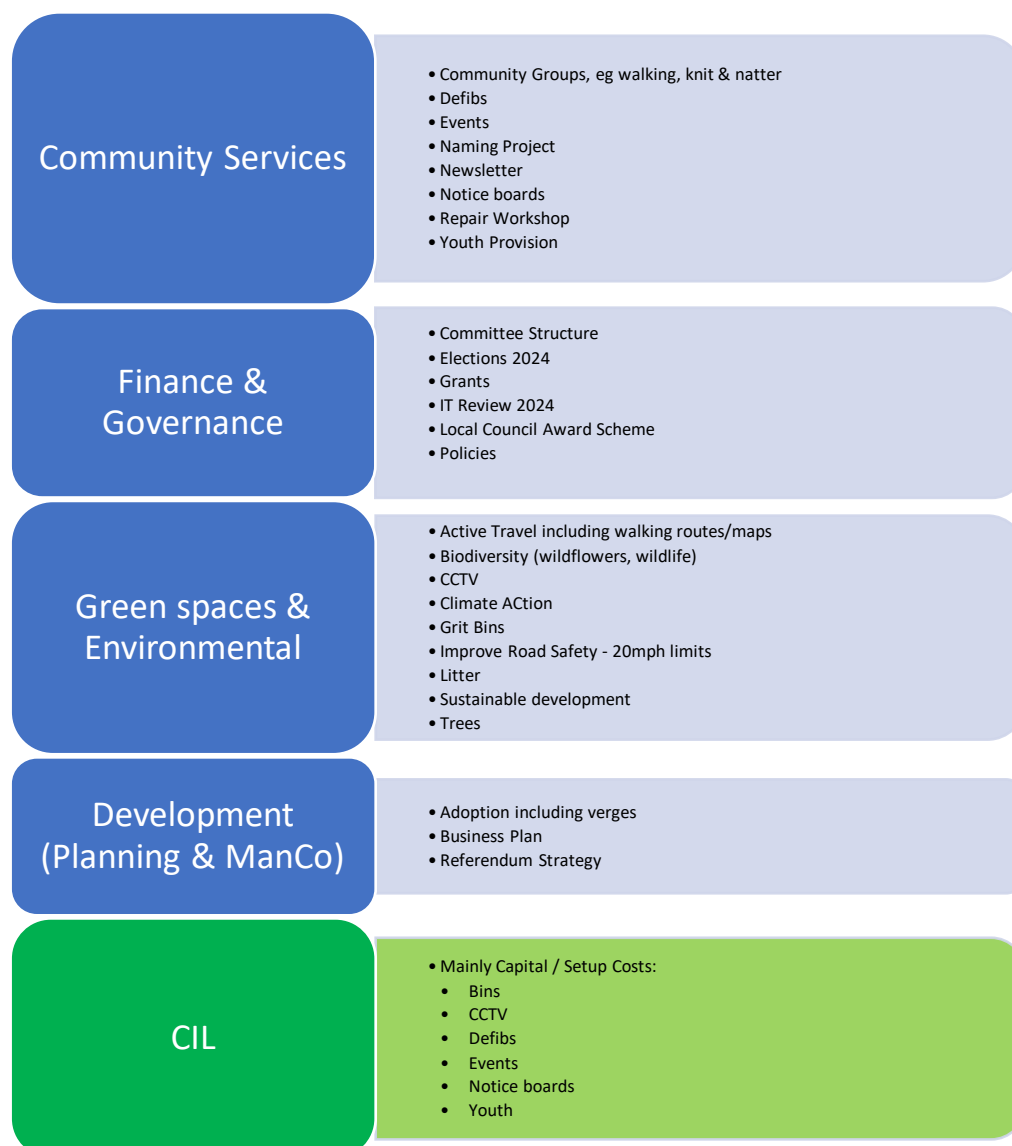 Community Services
• Community Groups, eg walking, knit & natter
• Defibs
• Events
• Naming Project
• Newsletter
• Notice boards
• Repair Workshop
• Youth Provision
Finance &
Governance
• Committee Structure
• Elections 2024
• Grants
• IT Review 2024
• Local Council Award Scheme
• Policies
Green spaces &
Environmental
• Active Travel including walking routes/maps
• Biodiversity (wildflowers, wildlife)
• CCTV
• Climate ACtion
• Grit Bins
• Improve Road Safety - 20mph limits
• Litter
• Sustainable development
• Trees
Development
(Planning & ManCo)
• Adoption including verges
• Business Plan
• Referendum Strategy
CIL
• Mainly Capital / Setup Costs:
• Bins
• CCTV
• Defibs
• Events
• Notice boards
• Youth